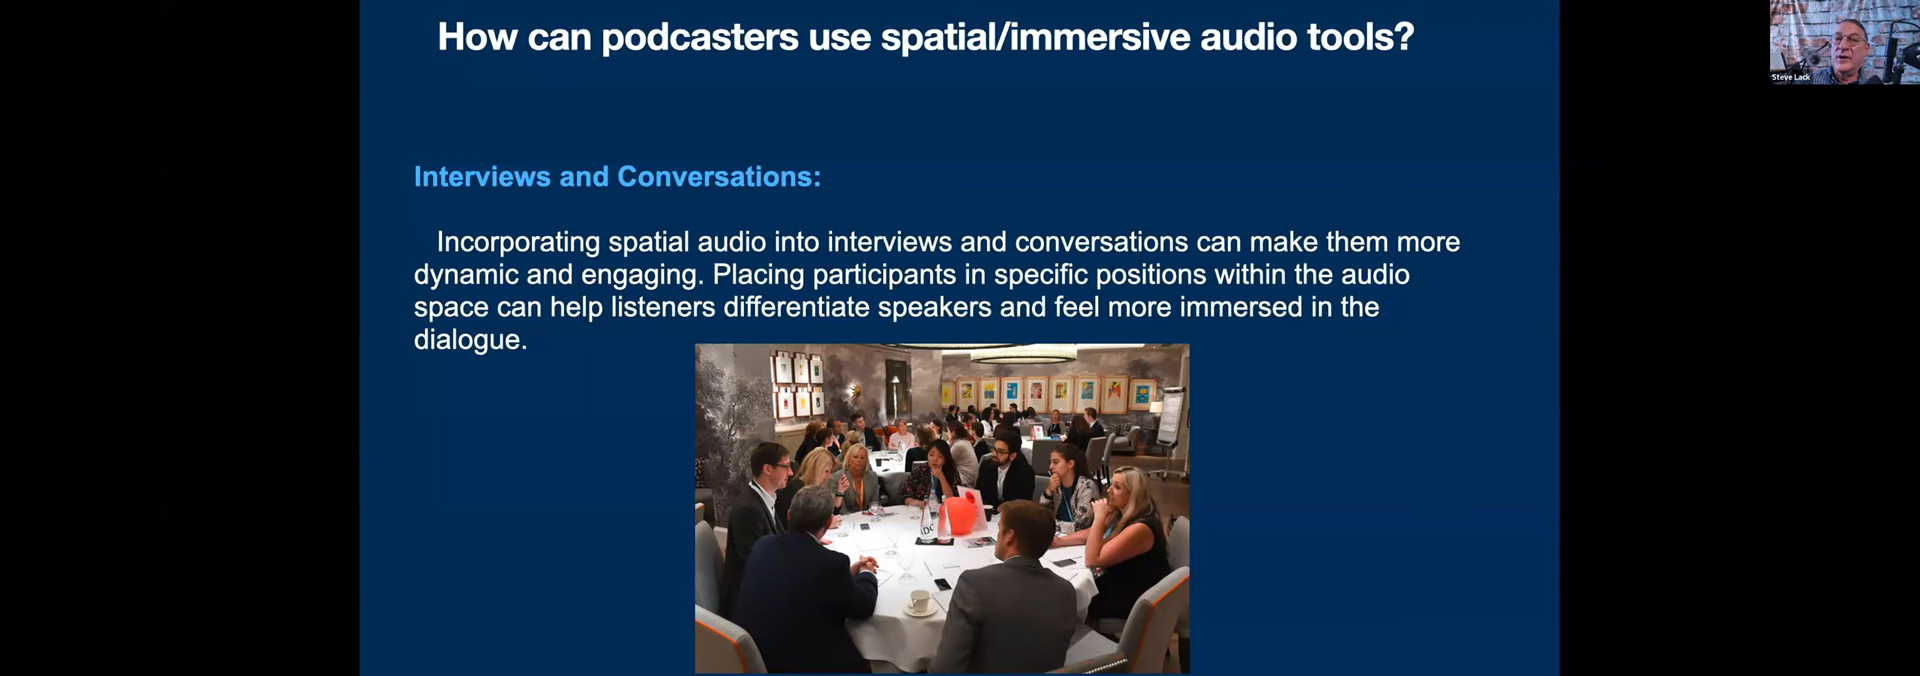 How can podcasters use spatial/immersive audio tools?
Steve Lack
Interviews and Conversations:
Incorporating spatial audio into interviews and conversations can make them more
dynamic and engaging. Placing participants in specific positions within the audio
space can help listeners differentiate speakers and feel more immersed in the
dialogue.